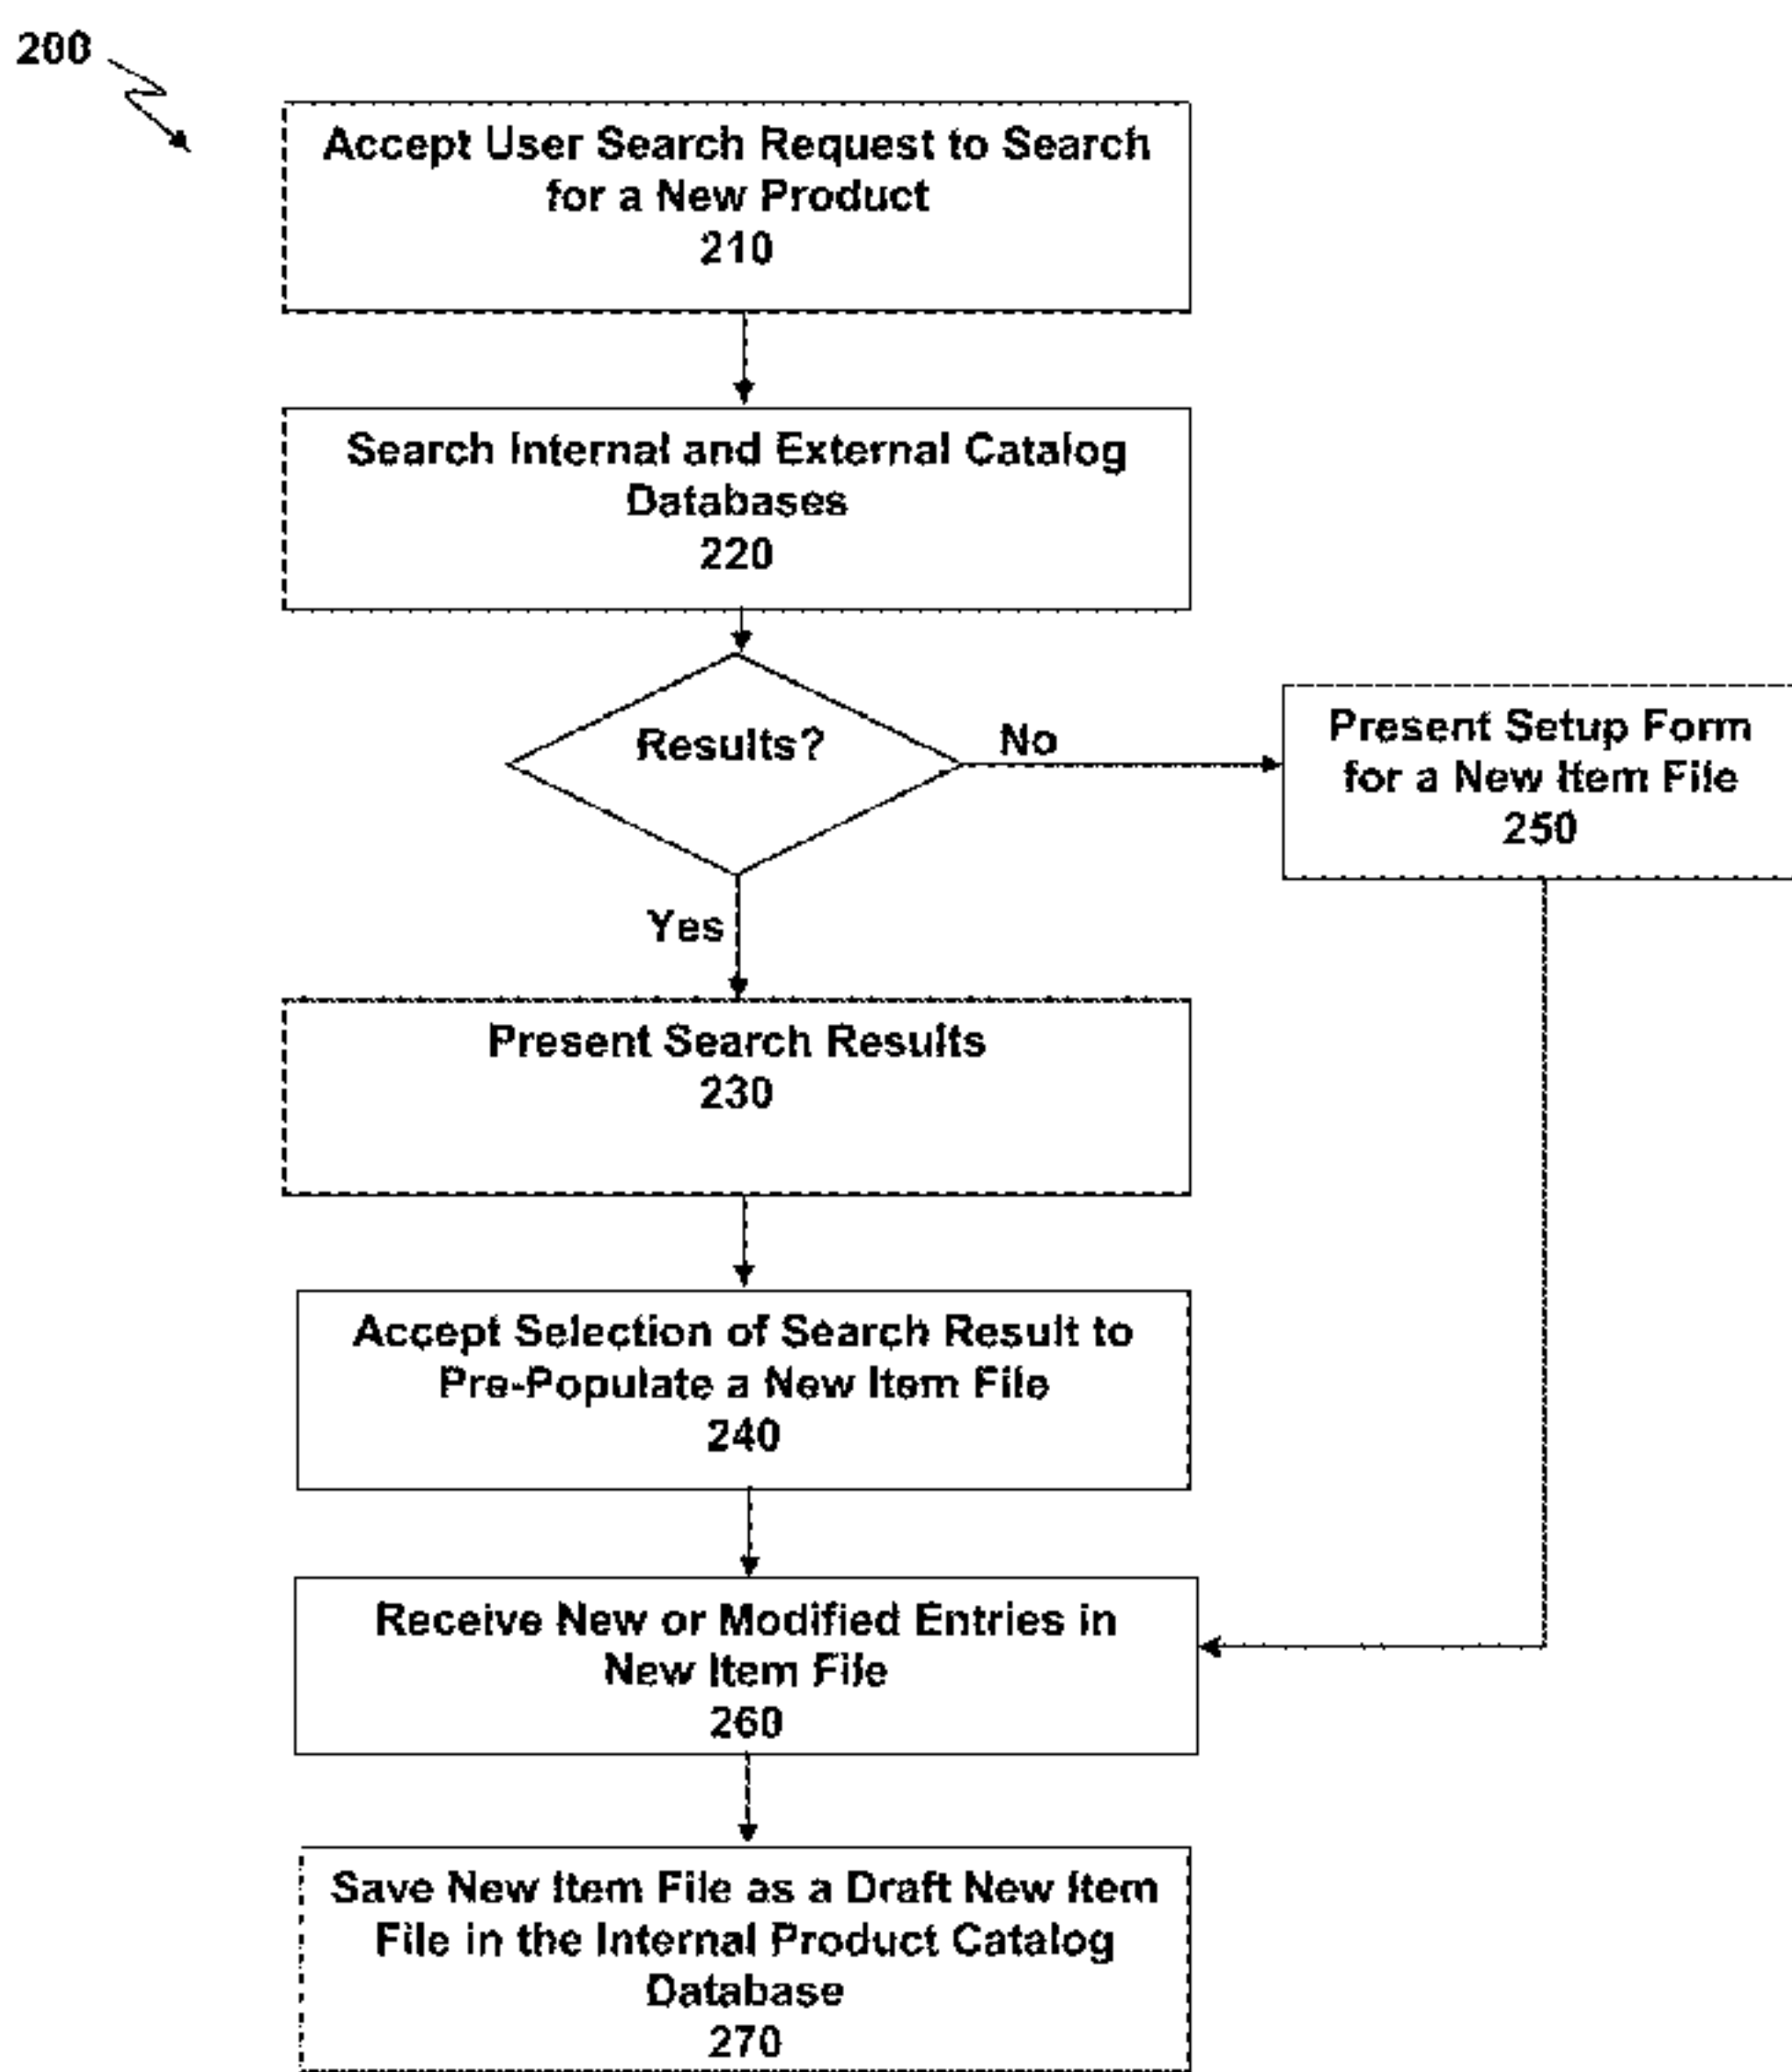 200
Accept User Search Request to Search
for a New Product
210
Search Internal and External Catalog
Databases
220
Results?
No
Present Setup Form
for a New Item File
250
Yes
Present Search Results
230
Accept Selection of Search Result to
Pre-Populate a New Item File
240
Receive New or Modified Entries in
New Item File
260
Save New Item File as a Draft New Item
File in the Internal Product Catalog
Database
270